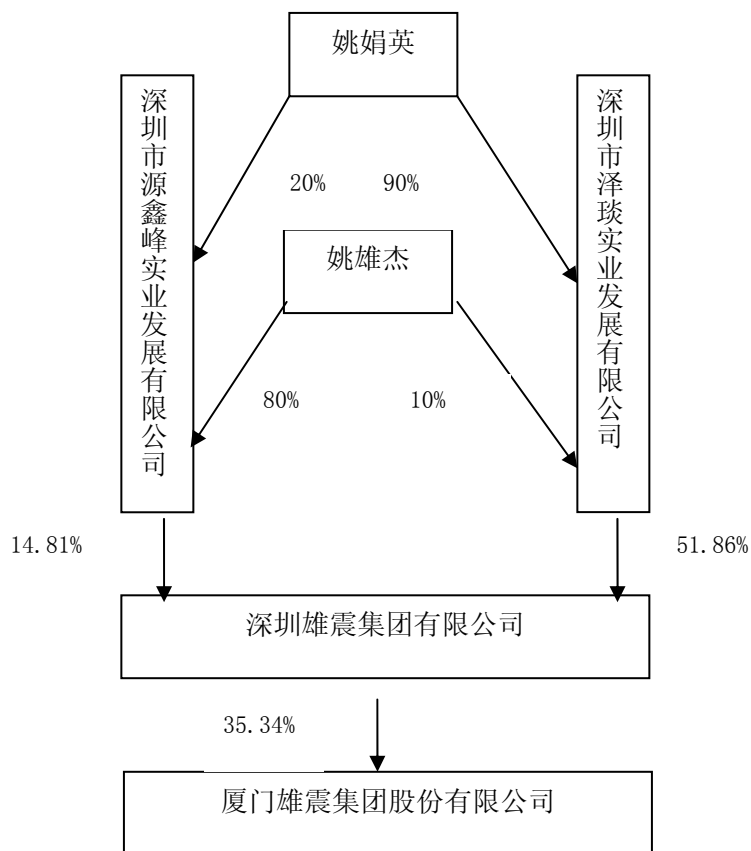 姚娟英
深圳市源鑫峰实业发展有限公司
深圳市泽琰实业发展有限公司
20%
90%
姚雄杰
80%
10%
14.81%
51.86%
深圳雄震集团有限公司
35.34%
厦门雄震集团股份有限公司